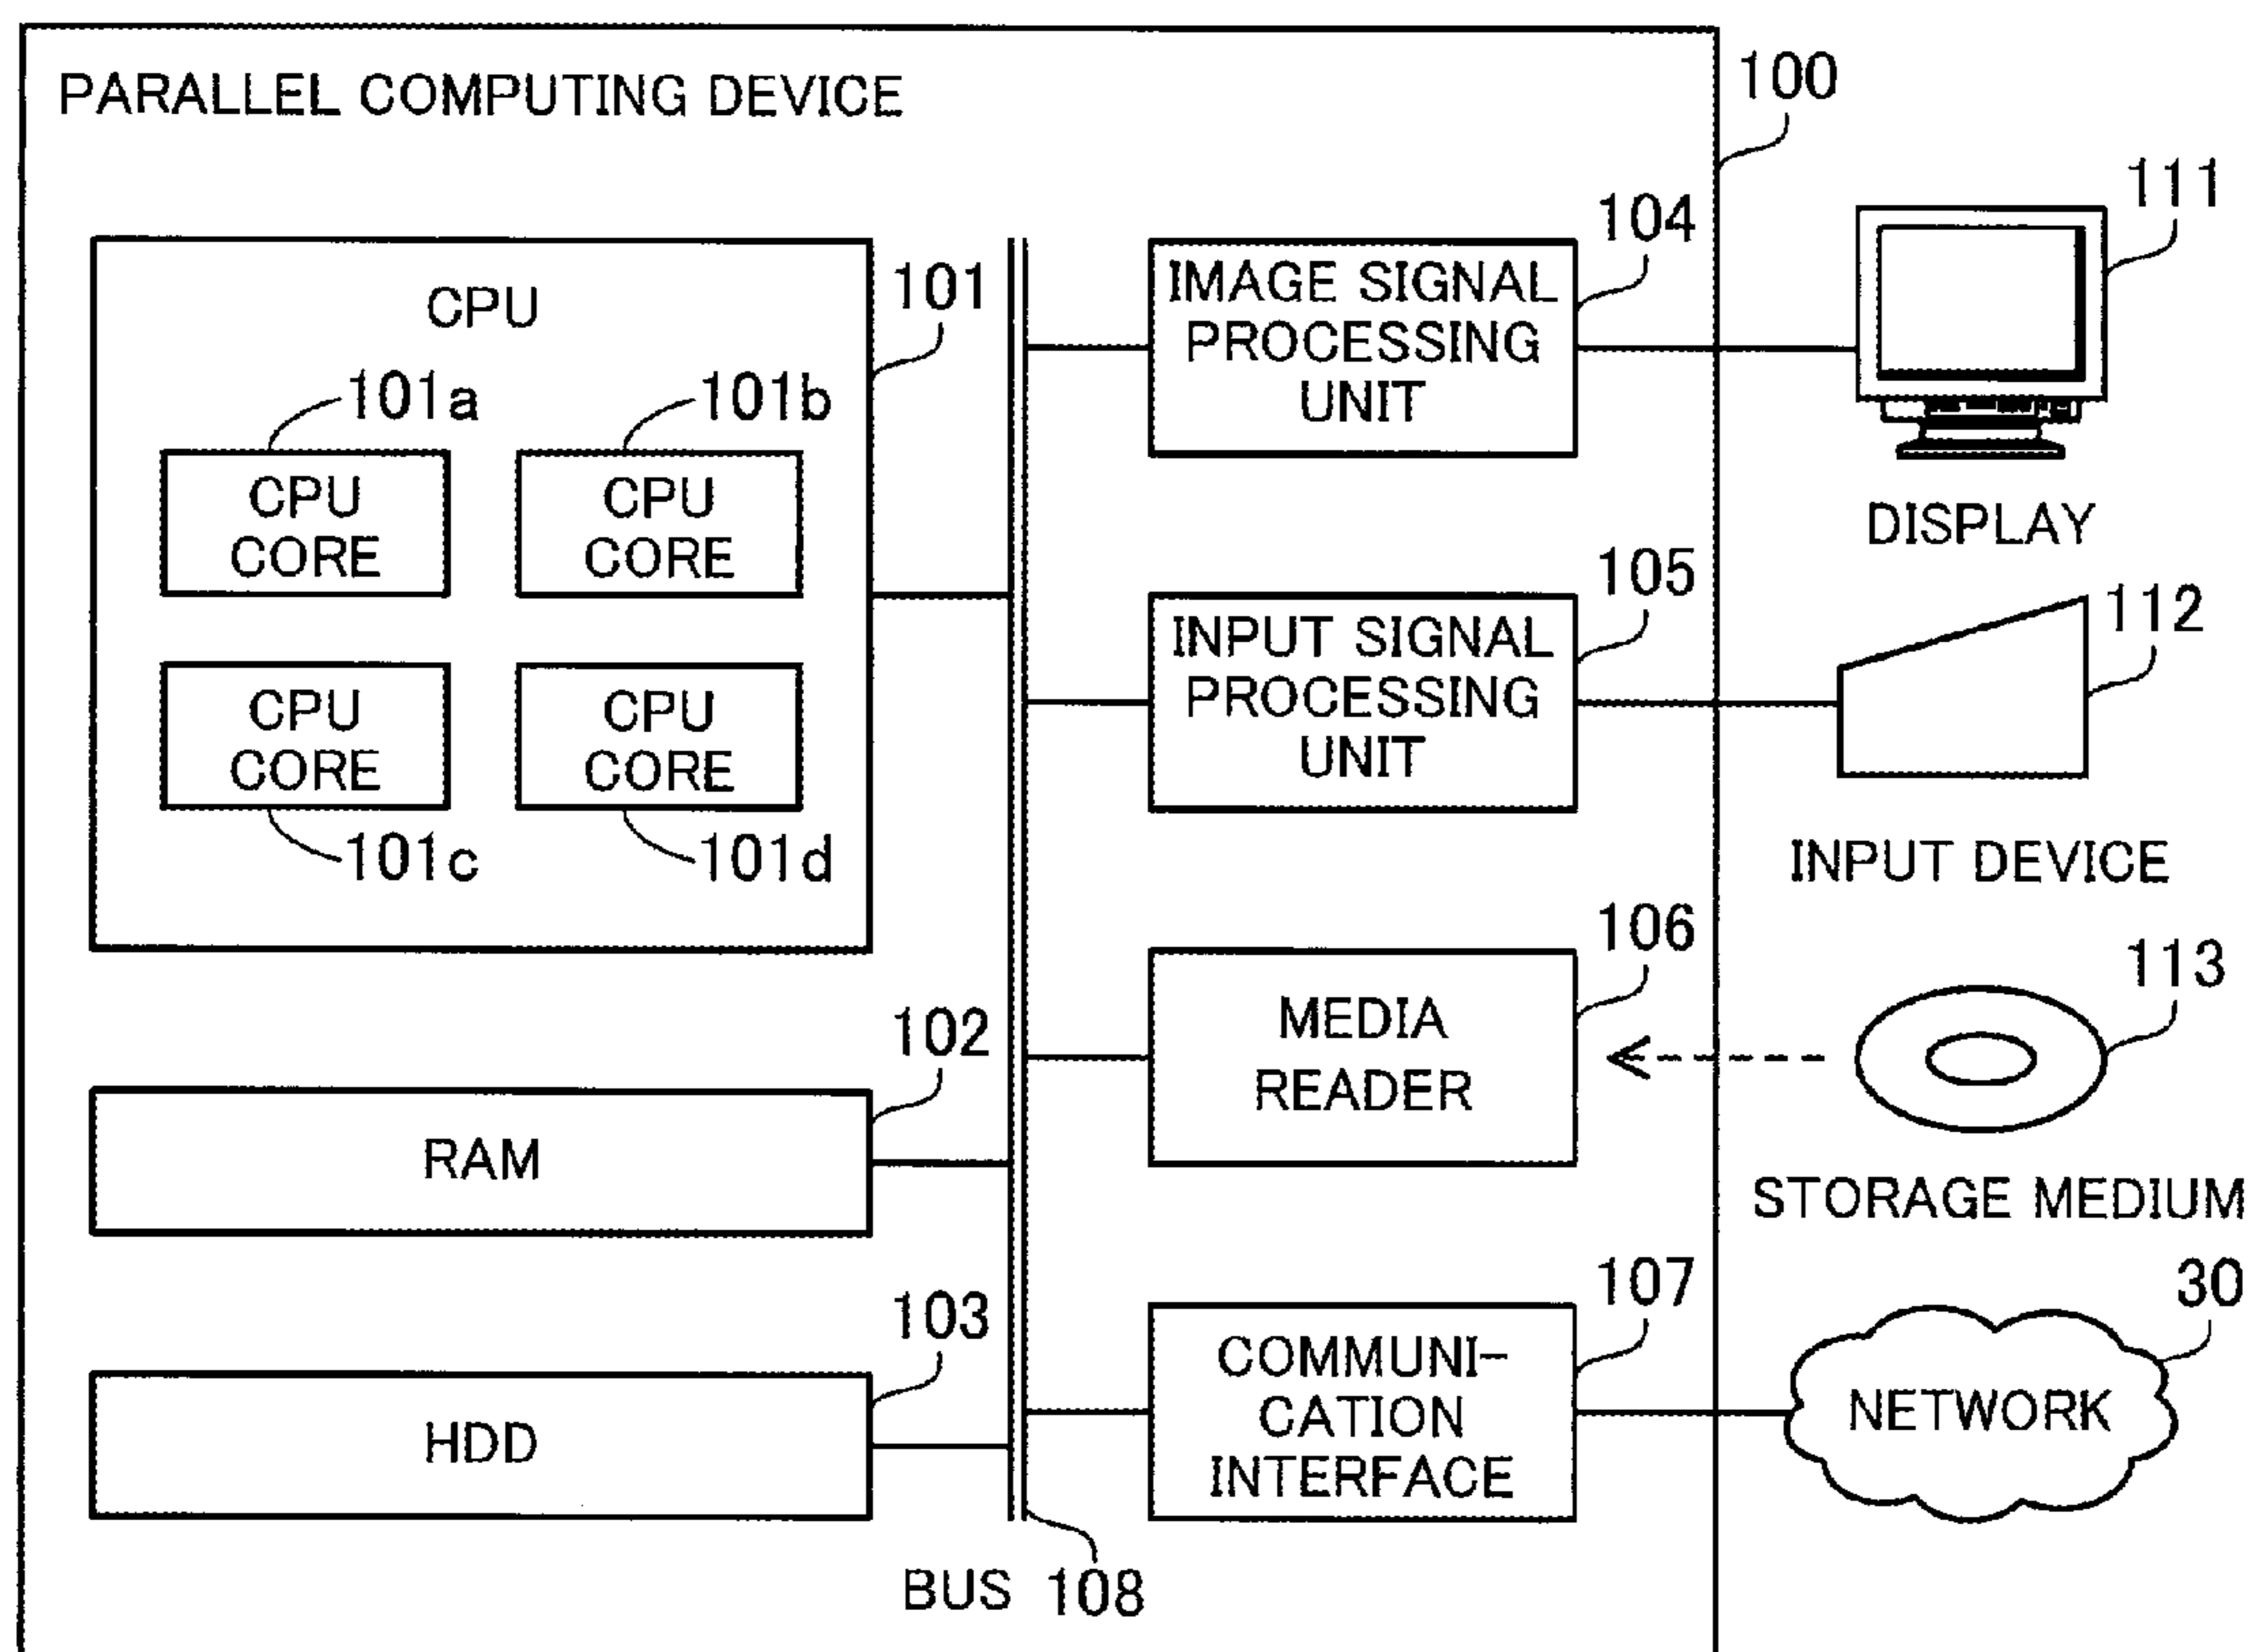 PARALLEL COMPUTING DEVICE
100
CPU
101
101a
CPU
CORE
101b
CPU
CORE
CPU
CORE
101c
CPU
CORE
101d
RAM
102
HDD
103
BUS 108
IMAGE SIGNAL
PROCESSING
UNIT
104
INPUT SIGNAL
PROCESSING
UNIT
105
MEDIA
READER
106
COMMUNI-
CATION
INTERFACE
107
111
DISPLAY
112
INPUT DEVICE
113
STORAGE MEDIUM
30
NETWORK